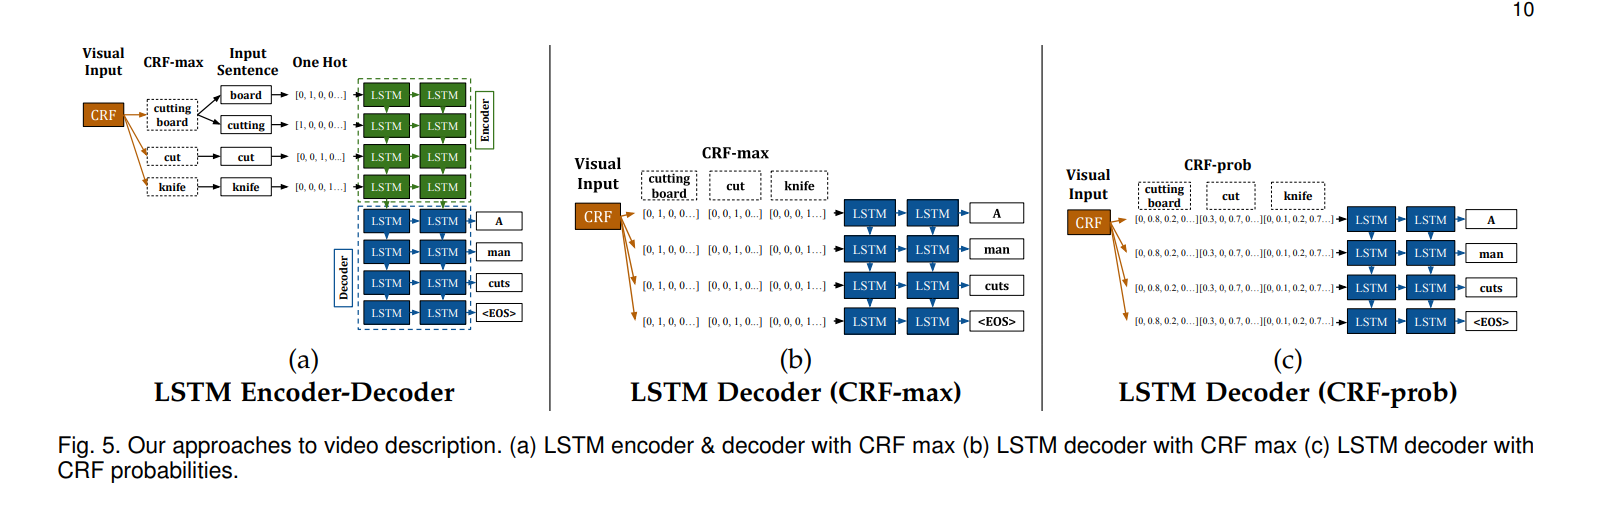 10
Visual
Input
CRF-max
Input
Sentence
One Hot
CRF
cutting
board
board
[0, 1, 0, 0…]
LSTM
LSTM
cutting
[1, 0, 0, 0…]
LSTM
LSTM
cut
cut
[0, 0, 1, 0...]
LSTM
LSTM
knife
knife
[0, 0, 0, 1…]
LSTM
LSTM
Encoder
Decoder
LSTM
LSTM
A
LSTM
LSTM
man
LSTM
LSTM
cuts
LSTM
LSTM
<EOS>
(a)
LSTM Encoder-Decoder
Visual
Input
CRF-max
cutting
board
cut
knife
CRF
[0, 1, 0, 0…] [0, 0, 1, 0...] [0, 0, 0, 1…]
LSTM
LSTM
A
[0, 1, 0, 0…] [0, 0, 1, 0...] [0, 0, 0, 1…]
LSTM
LSTM
man
[0, 1, 0, 0…] [0, 0, 1, 0...] [0, 0, 0, 1…]
LSTM
LSTM
cuts
[0, 1, 0, 0…] [0, 0, 1, 0...] [0, 0, 0, 1…]
LSTM
LSTM
<EOS>
(b)
LSTM Decoder (CRF-max)
Visual
Input
CRF-prob
cutting
board
cut
knife
CRF
[0, 0.8, 0.2, 0…][0.3, 0, 0.7, 0…][0, 0.1, 0.2, 0.7…]
LSTM
LSTM
A
[0, 0.8, 0.2, 0…][0.3, 0, 0.7, 0…][0, 0.1, 0.2, 0.7…]
LSTM
LSTM
man
[0, 0.8, 0.2, 0…][0.3, 0, 0.7, 0…][0, 0.1, 0.2, 0.7…]
LSTM
LSTM
cuts
[0, 0.8, 0.2, 0…][0.3, 0, 0.7, 0…][0, 0.1, 0.2, 0.7…]
LSTM
LSTM
<EOS>
(c)
LSTM Decoder (CRF-prob)
Fig. 5. Our approaches to video description. (a) LSTM encoder & decoder with CRF max (b) LSTM decoder with CRF max (c) LSTM decoder with
CRF probabilities.